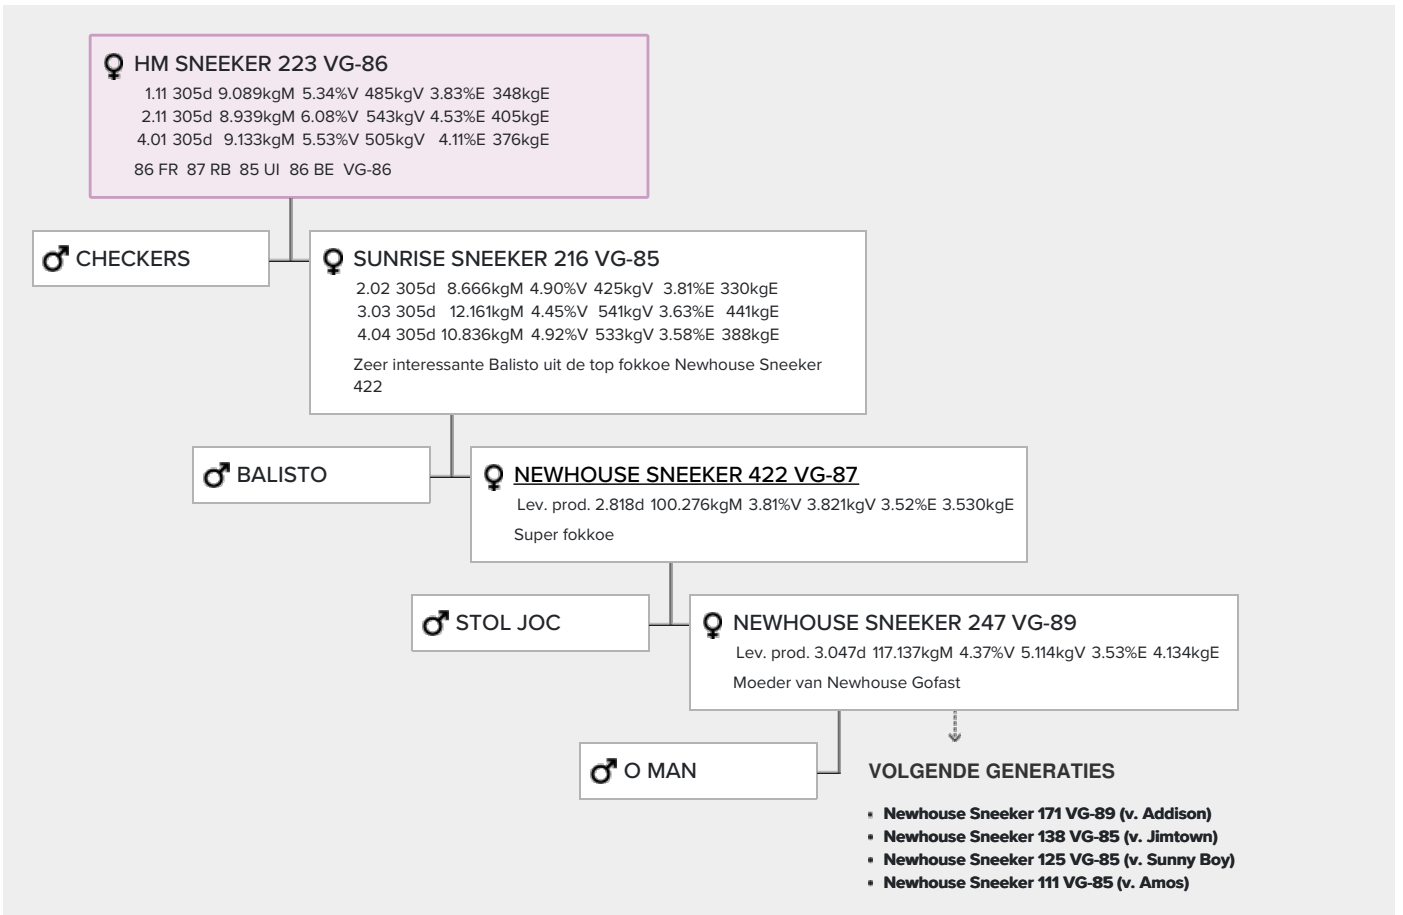 HM SNEEKER 223 VG-86
1.11 305d 9.089kgM 5.34%V 485kgV 3.83%E 348kgE
2.11 305d 8.939kgM 6.08%V 543kgV 4.53%E 405kgE
4.01 305d 9.133kgM 5.53%V 505kgV 4.11%E 376kgE
86 FR 87 RB 85 UI 86 BE VG-86
CHECKERS
SUNRISE SNEEKER 216 VG-85
2.02 305d 8.666kgM 4.90%V 425kgV 3.81%E 330kgE
3.03 305d 12.161kgM 4.45%V 541kgV 3.63%E 441kgE
4.04 305d 10.836kgM 4.92%V 533kgV 3.58%E 388kgE
Zeer interessante Balisto uit de top fokkoe Newhouse Sneeker
422
BALISTO
NEWHOUSE SNEEKER 422 VG-87
Lev. prod. 2.818d 100.276kgM 3.81%V 3.821kgV 3.52%E 3.530kgE
Super fokkoe
STOL JOC
NEWHOUSE SNEEKER 247 VG-89
Lev. prod. 3.047d 117.137kgM 4.37%V 5.114kgV 3.53%E 4.134kgE
Moeder van Newhouse Gofast
O MAN
VOLGENDE GENERATIES
Newhouse Sneeker 171 VG-89 (v. Addison)
Newhouse Sneeker 138 VG-85 (v. Jimtown)
Newhouse Sneeker 125 VG-85 (v. Sunny Boy)
Newhouse Sneeker 111 VG-85 (v. Amos)